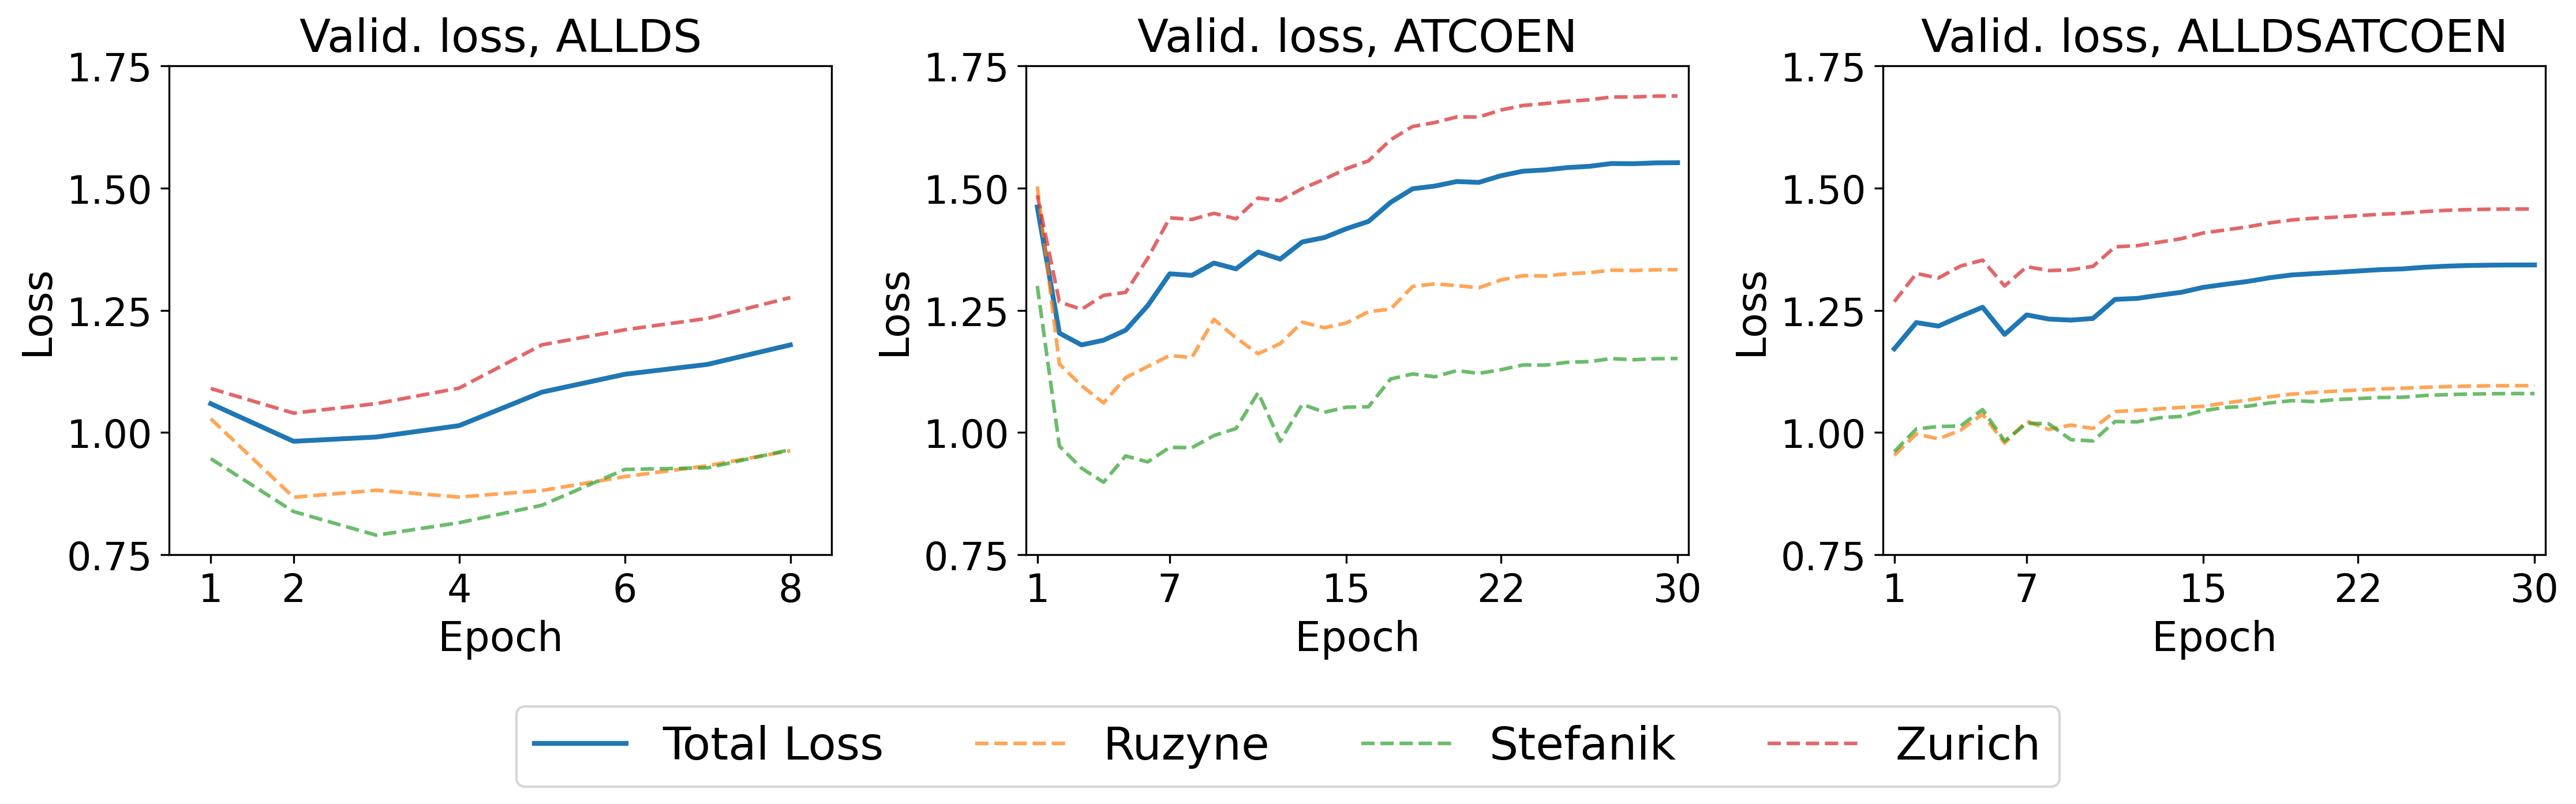 Valid. loss, ALLDS
1.75
1.50
1.25
1.00
0.75
Loss
1 2 4 6 8
Epoch
Valid. loss, ATCOEN
1.75
1.50
1.25
1.00
0.75
Loss
1 7 15 22 30
Epoch
Valid. loss, ALLDSATCOEN
1.75
1.50
1.25
1.00
0.75
Loss
1 7 15 22 30
Epoch
Total Loss Ruzyne Stefanik Zurich